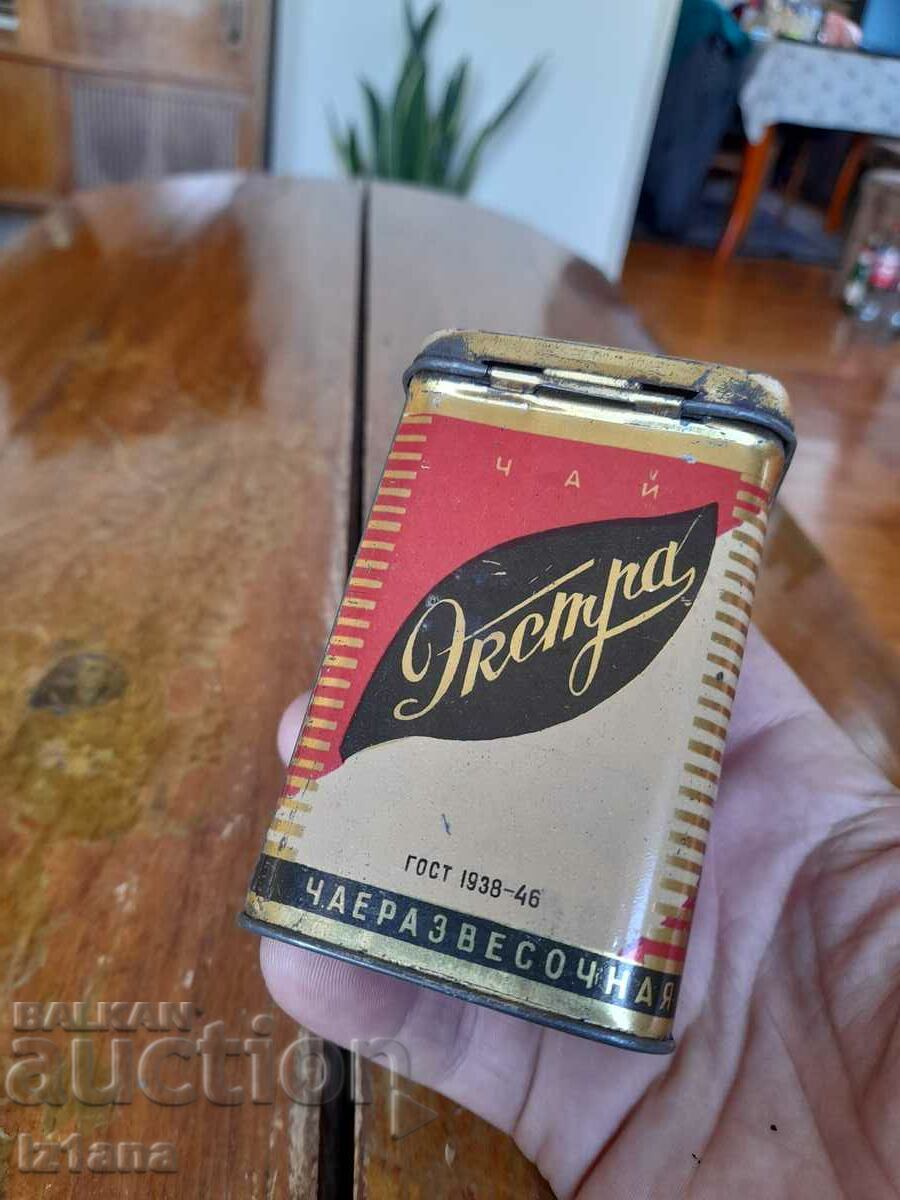 ЧАЙ
Экстра
ГОСТ 1938-46
ЧАЕРАЗВЕСОЧНАЯ
BALKAN
auction
iz1ana